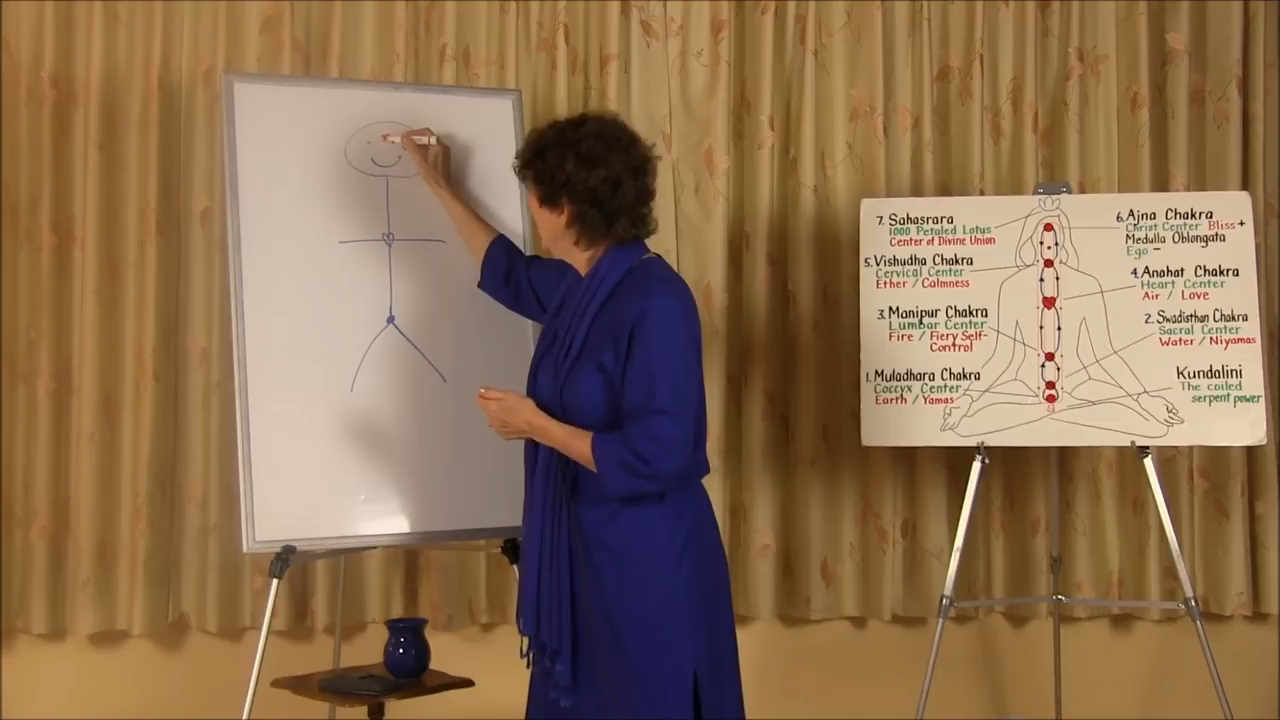 7. Sahasrara
1000 Petaled Lotus
Center of Divine Union
6. Ajna Chakra
Christ Center Bliss +
Medulla Oblongata
Ego –
5. Vishudha Chakra
Cervical Center
Ether / Calmness
4. Anahat Chakra
Heart Center
Air / Love
3. Manipur Chakra
Lumbar Center
Fire / Fiery Self-
Control
2. Swadisthan Chakra
Sacral Center
Water / Niyamas
1. Muladhara Chakra
Coccyx Center
Earth / Yamas
Kundalini
The coiled
serpent power